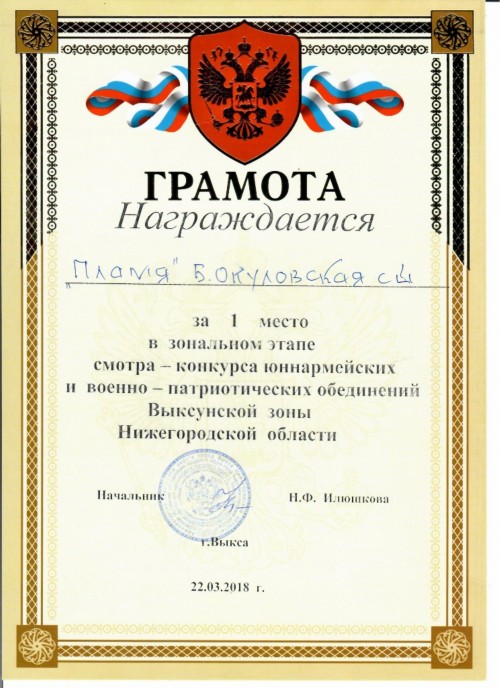 ГРАМОТА
Награждается
"Пламя" Б.Окуловская сш
за 1 место
в зональном этапе
смотра – конкурса юннармейских
и военно – патриотических обединений
Выксунской зоны
Нижегородской области
Начальник Н.Ф. Илюшкова
г.Выкса
22.03.2018 г.